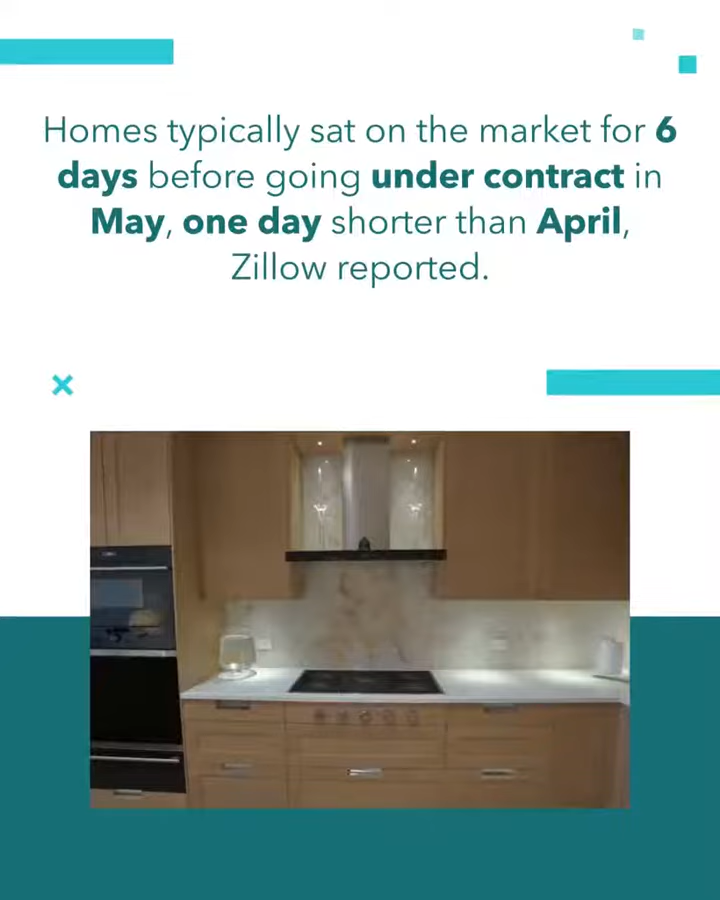 Homes typically sat on the market for 6
days before going under contract in
May, one day shorter than April,
Zillow reported.